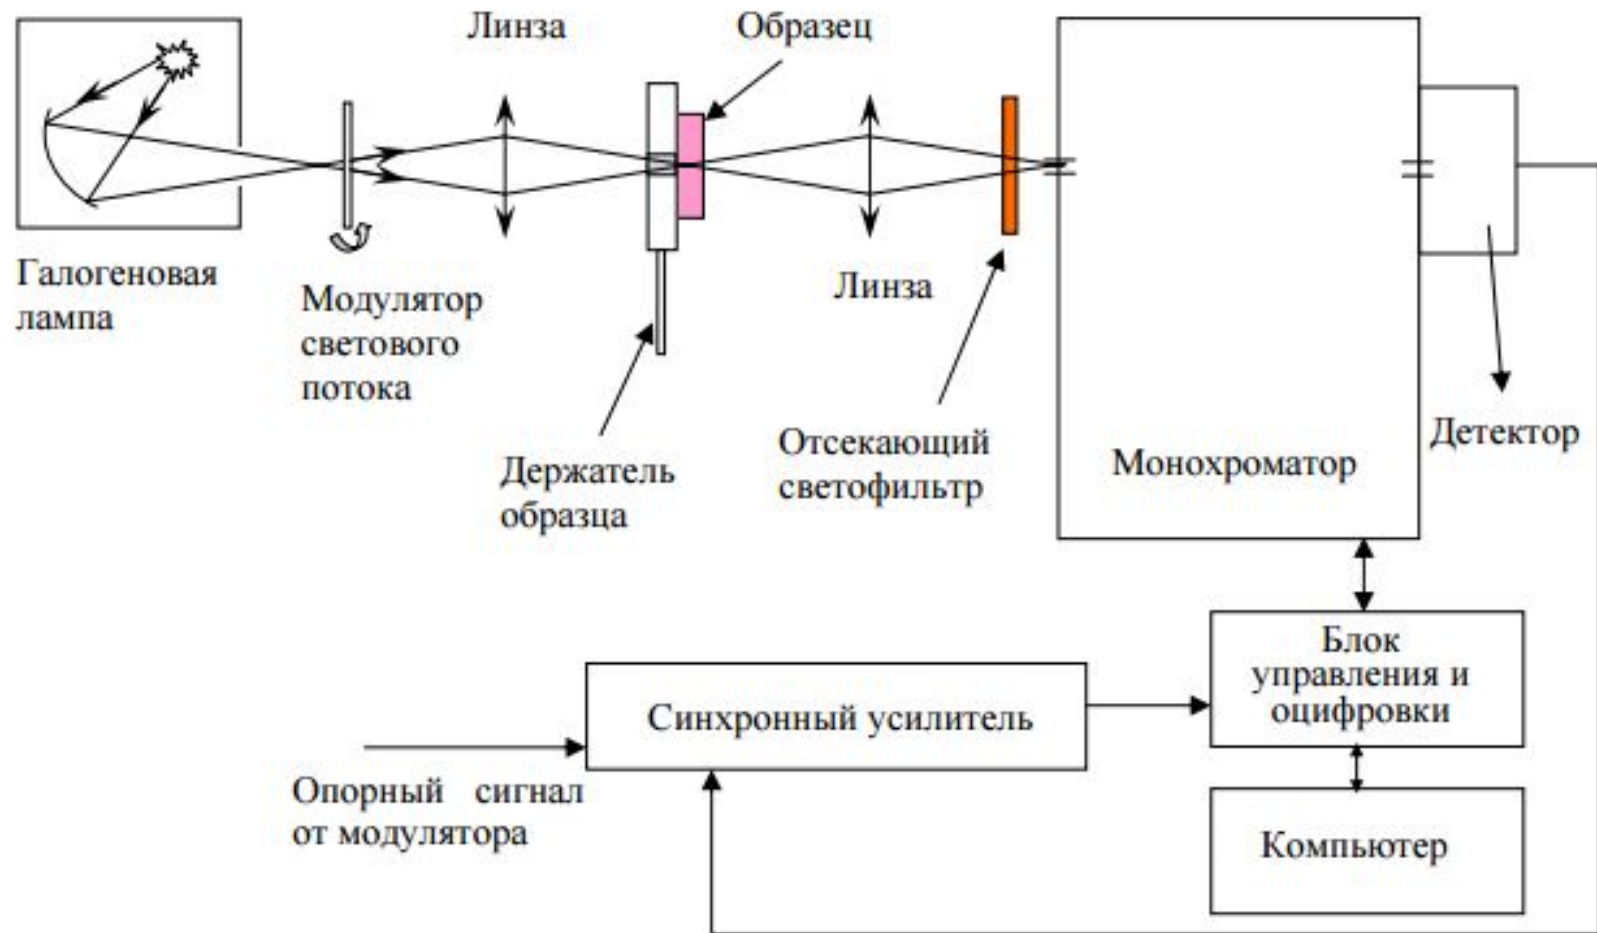 Линза
Образец
Галогеновая
лампа
Модулятор
светового
потока
Линза
Держатель
образца
Отсекающий
светофильтр
Монохроматор
Детектор
Блок
управления и
оцифровки
Синхронный усилитель
Опорный сигнал
от модулятора
Компьютер